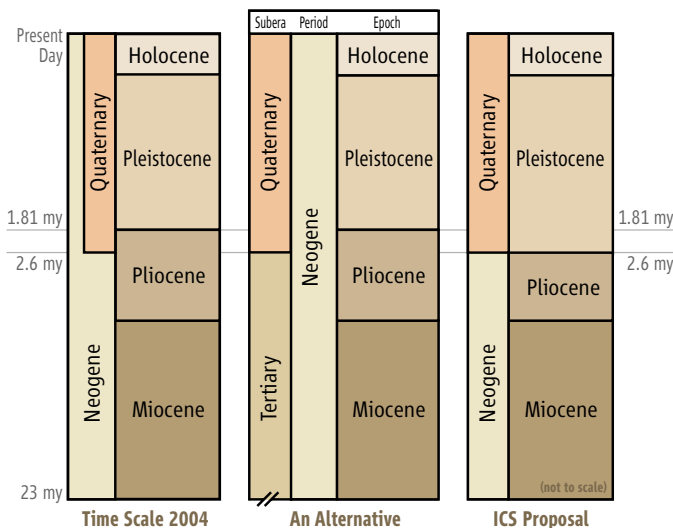 Subera Period Epoch
Present
Day
Holocene
Quaternary
Pleistocene
1.81 my
2.6 my
Pliocene
Neogene
Miocene
23 my
Time Scale 2004
Holocene
Quaternary
Pleistocene
Neogene
Pliocene
Tertiary
Miocene
An Alternative
Holocene
Quaternary
Pleistocene
1.81 my
2.6 my
Pliocene
Neogene
Miocene
(not to scale)
ICS Proposal